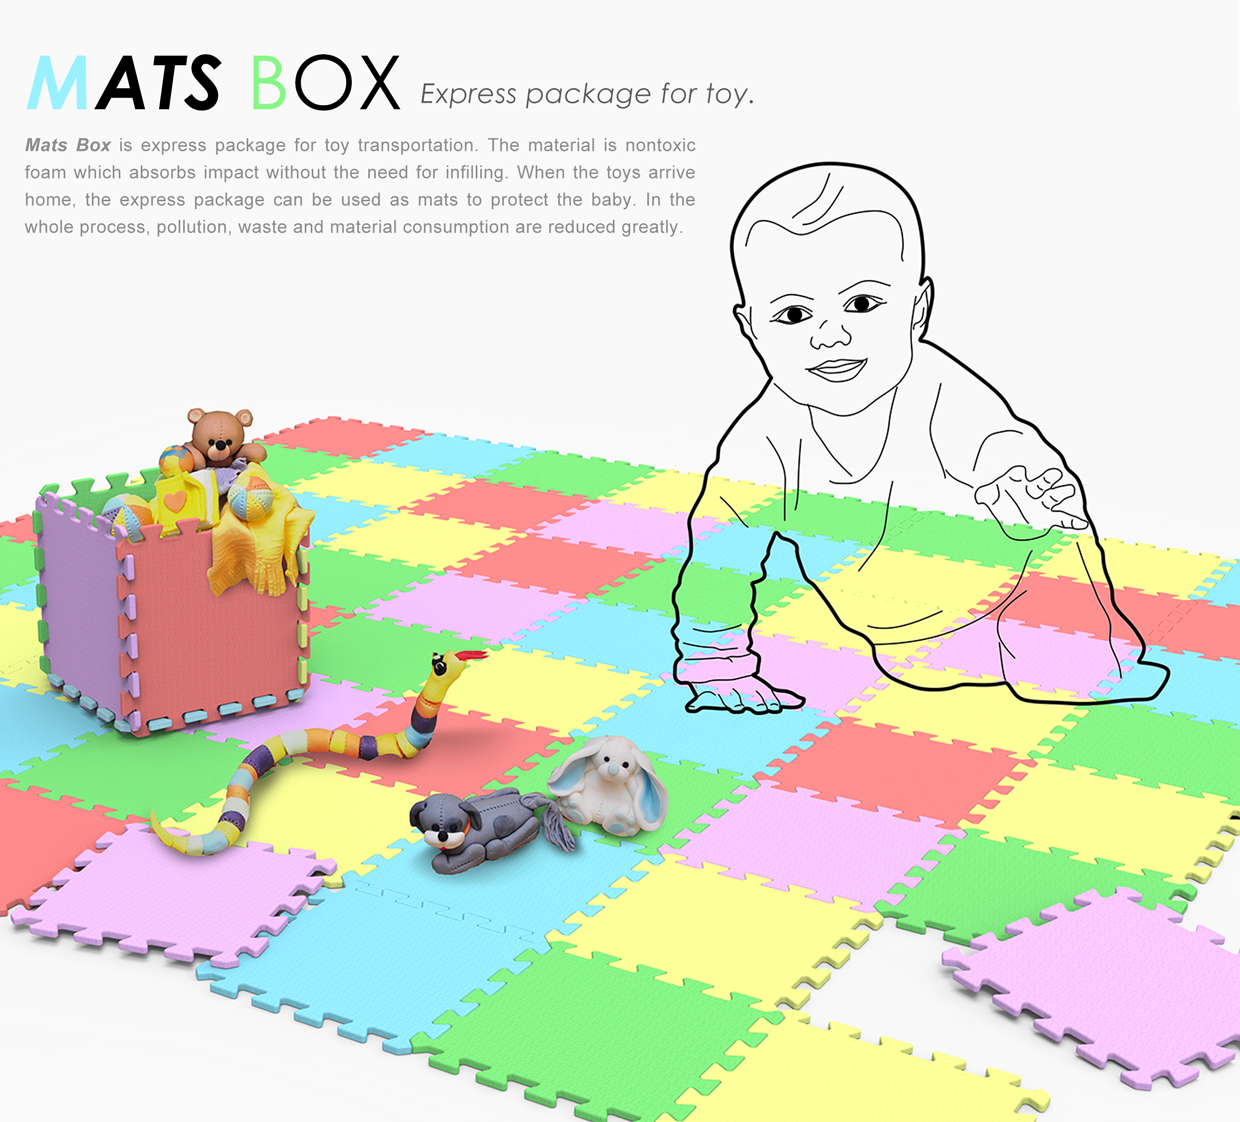 MATS BOX Express package for toy.
Mats Box is express package for toy transportation. The material is nontoxic
foam which absorbs impact without the need for infilling. When the toys arrive
home, the express package can be used as mats to protect the baby. In the
whole process, pollution, waste and material consumption are reduced greatly.